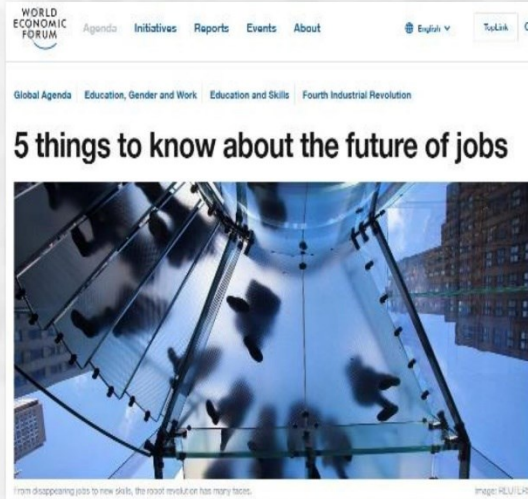 WORLD
ECONOMIC
FORUM
Agenda Initiatives Reports Events About English TopLink
Global Agenda Education, Gender and Work Education and Skills Fourth Industrial Revolution
5 things to know about the future of jobs
From disappearing jobs to new skills, the robot revolution has many faces. Image: REUTERS